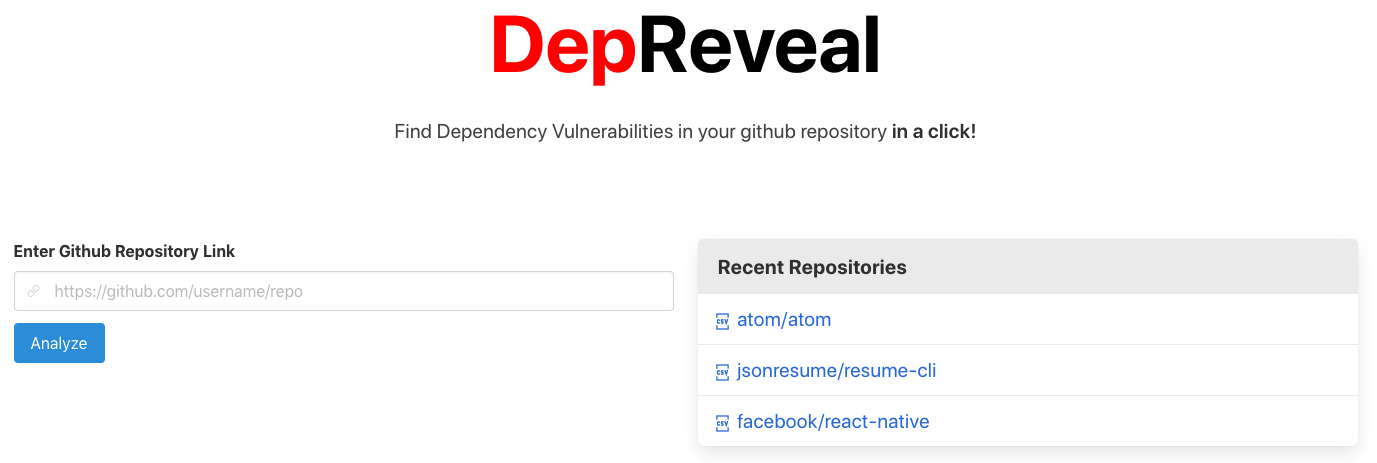 DepReveal
Find Dependency Vulnerabilities in your github repository in a click!
Enter Github Repository Link
https://github.com/username/repo
Analyze
Recent Repositories
CSV atom/atom
CSV jsonresume/resume-cli
CSV facebook/react-native